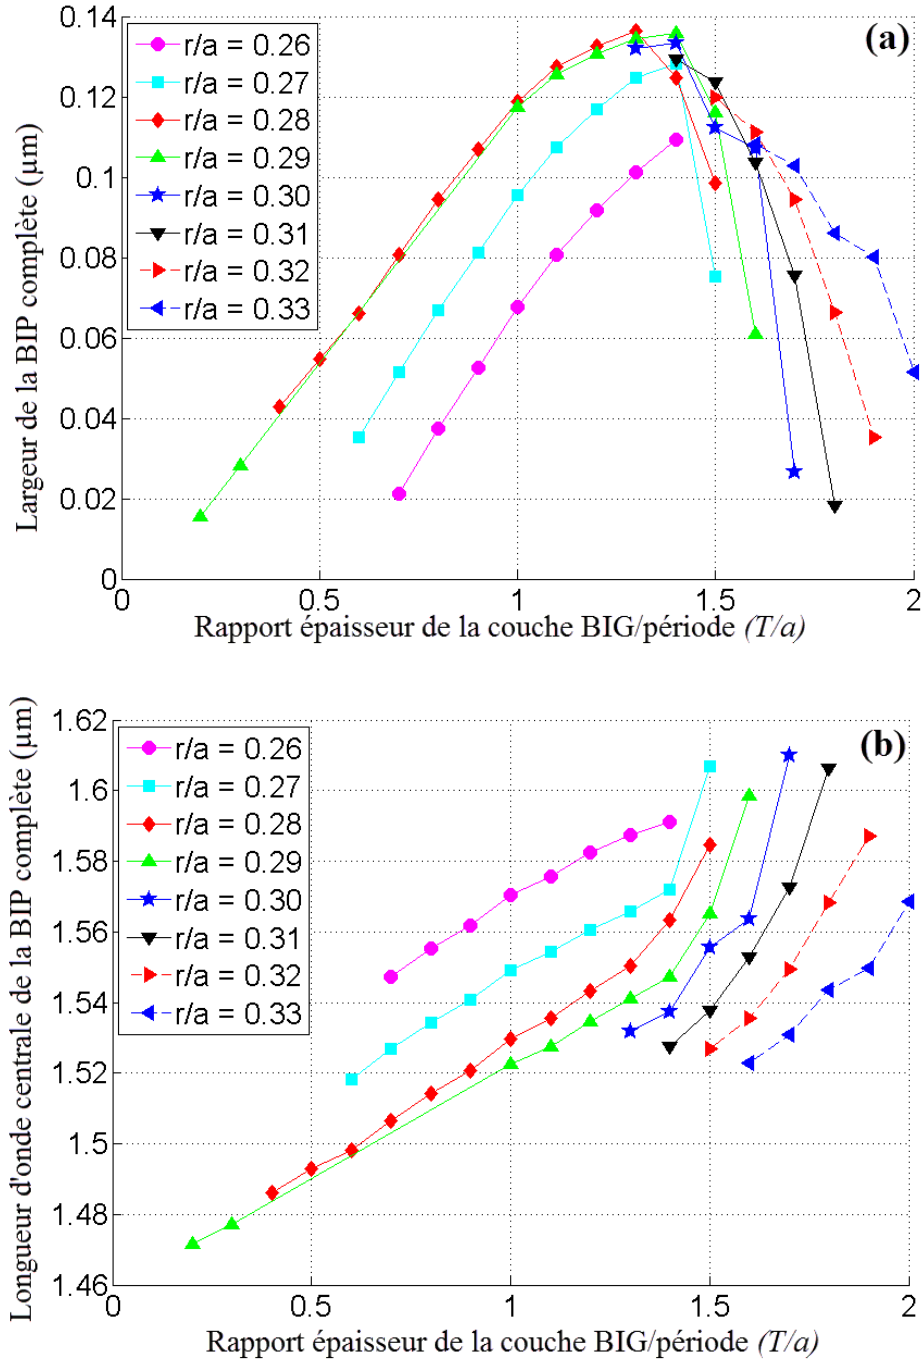 (a)
Largeur de la BIP complète (µm)
0.14
0.12
0.1
0.08
0.06
0.04
0.02
0
r/a = 0.26
r/a = 0.27
r/a = 0.28
r/a = 0.29
r/a = 0.30
r/a = 0.31
r/a = 0.32
r/a = 0.33
0 0.5 1 1.5 2
Rapport épaisseur de la couche BIG/période (T/a)
(b)
Longueur d'onde centrale de la BIP complète (µm)
1.62
1.6
1.58
1.56
1.54
1.52
1.5
1.48
1.46
r/a = 0.26
r/a = 0.27
r/a = 0.28
r/a = 0.29
r/a = 0.30
r/a = 0.31
r/a = 0.32
r/a = 0.33
0 0.5 1 1.5 2
Rapport épaisseur de la couche BIG/période (T/a)